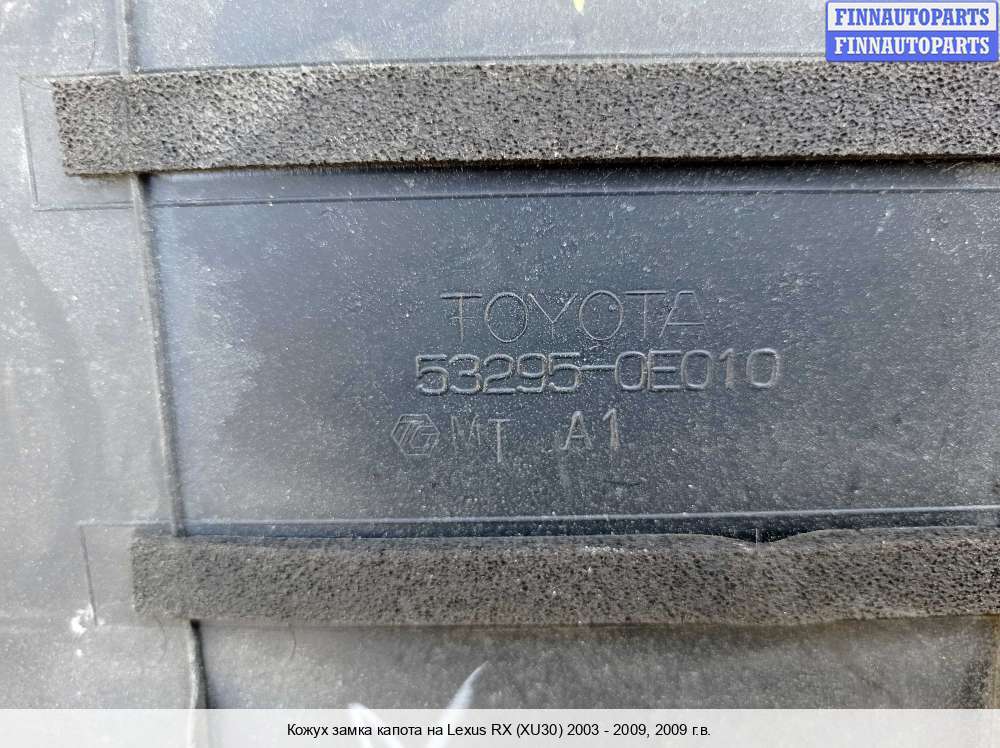 FINNAUTOPARTS
FINNAUTOPARTS
TOYOTA
53295-0E010
MT A1
Кожух замка капота на Lexus RX (XU30) 2003 - 2009, 2009 г.в.